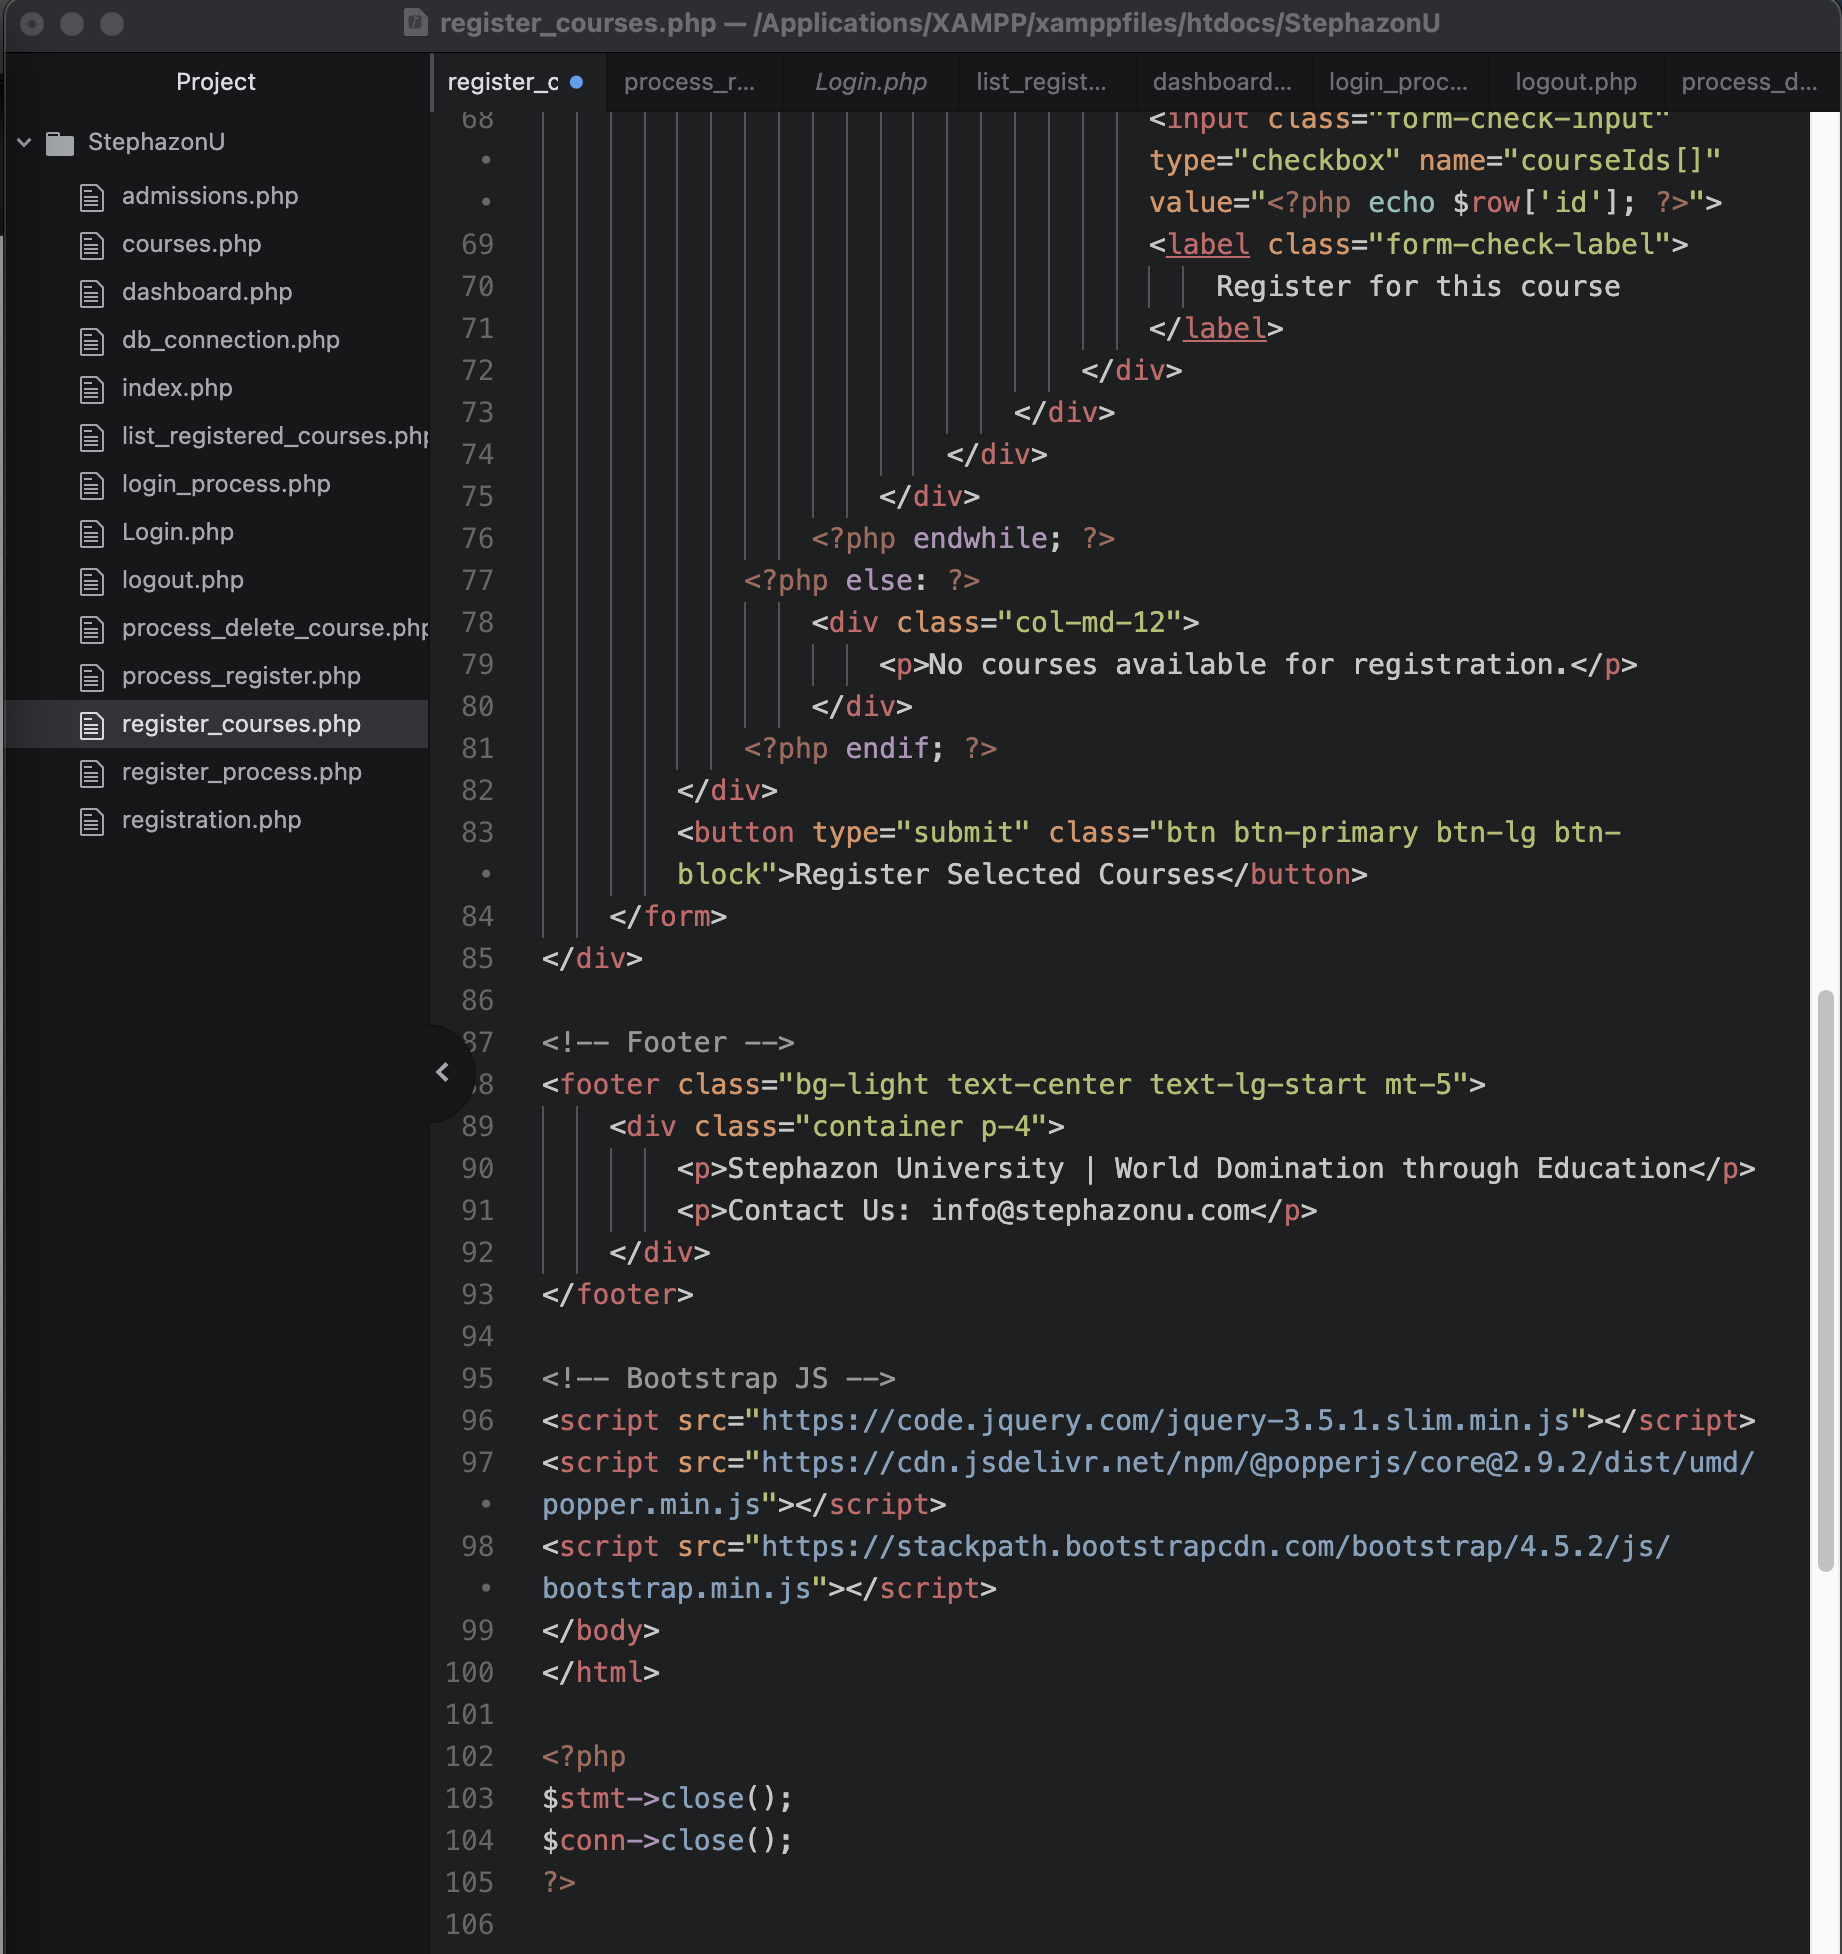 register_courses.php — /Applications/XAMPP/xamppfiles/htdocs/StephazonU
Project
register_c
process_r...
Login.php
list_regist...
dashboard...
login_proc...
logout.php
process_d...
StephazonU
admissions.php
courses.php
dashboard.php
db_connection.php
index.php
list_registered_courses.php
login_process.php
Login.php
logout.php
process_delete_course.php
process_register.php
register_courses.php
register_process.php
registration.php
68 <input class="form-check-input"
• type="checkbox" name="courseIds[]"
• value="<?php echo $row['id']; ?>">
69 <label class="form-check-label">
70 Register for this course
71 </label>
72 </div>
73 </div>
74 </div>
75 </div>
76 <?php endwhile; ?>
77 <?php else: ?>
78 <div class="col-md-12">
79 <p>No courses available for registration.</p>
80 </div>
81 <?php endif; ?>
82 </div>
83 <button type="submit" class="btn btn-primary btn-lg btn-
• block">Register Selected Courses</button>
84 </form>
85 </div>
86
87 <!-- Footer -->
88 <footer class="bg-light text-center text-lg-start mt-5">
89 <div class="container p-4">
90 <p>Stephazon University | World Domination through Education</p>
91 <p>Contact Us: info@stephazonu.com</p>
92 </div>
93 </footer>
94
95 <!-- Bootstrap JS -->
96 <script src="https://code.jquery.com/jquery-3.5.1.slim.min.js"></script>
97 <script src="https://cdn.jsdelivr.net/npm/@popperjs/core@2.9.2/dist/umd/
• popper.min.js"></script>
98 <script src="https://stackpath.bootstrapcdn.com/bootstrap/4.5.2/js/
• bootstrap.min.js"></script>
99 </body>
100 </html>
101
102 <?php
103 $stmt->close();
104 $conn->close();
105 ?>
106